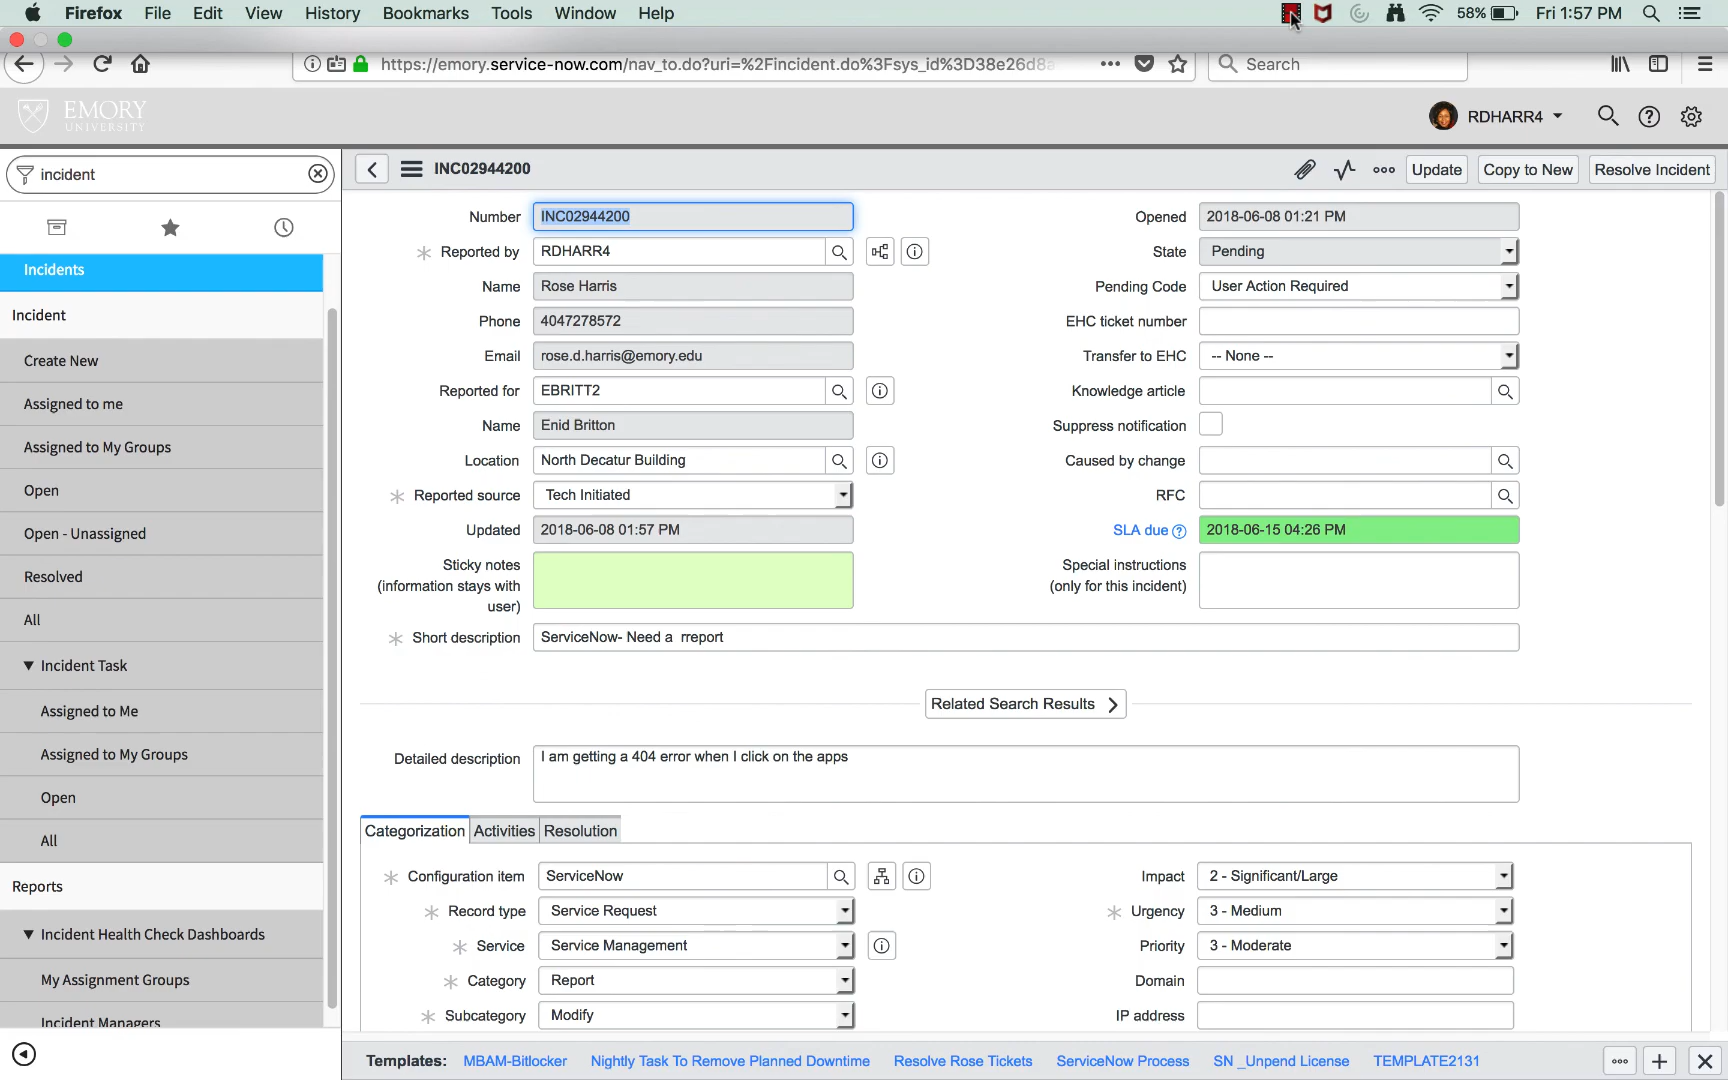 Firefox File Edit View History Bookmarks Tools Window Help 58% Fri 1:57 PM
https://emory.service-now.com/nav_to.do?uri=%2Fincident.do%3Fsys_id%3D38e26d8a Search
EMORY
UNIVERSITY
RDHARR4
incident
INC02944200 Update Copy to New Resolve Incident
Incidents
Incident
Create New
Assigned to me
Assigned to My Groups
Open
Open - Unassigned
Resolved
All
Incident Task
Assigned to Me
Assigned to My Groups
Open
All
Reports
Incident Health Check Dashboards
My Assignment Groups
Incident Managers
Number INC02944200
Reported by RDHARR4
Name Rose Harris
Phone 4047278572
Email rose.d.harris@emory.edu
Reported for EBRITT2
Name Enid Britton
Location North Decatur Building
Reported source Tech Initiated
Updated 2018-06-08 01:57 PM
Sticky notes
(information stays with
user)
Opened 2018-06-08 01:21 PM
State Pending
Pending Code User Action Required
EHC ticket number
Transfer to EHC -- None --
Knowledge article
Suppress notification
Caused by change
RFC
SLA due 2018-06-15 04:26 PM
Special instructions
(only for this incident)
Short description ServiceNow- Need a  rreport
Related Search Results
Detailed description I am getting a 404 error when I click on the apps
Categorization Activities Resolution
Configuration item ServiceNow
Record type Service Request
Service Service Management
Category Report
Subcategory Modify
Impact 2 - Significant/Large
Urgency 3 - Medium
Priority 3 - Moderate
Domain
IP address
Templates: MBAM-Bitlocker Nightly Task To Remove Planned Downtime Resolve Rose Tickets ServiceNow Process SN _Unpend License TEMPLATE2131